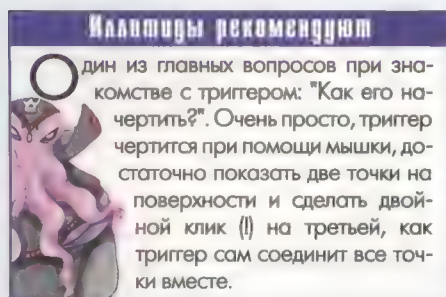 Иллитиды рекомендуют
Один из главных вопросов при зна-
комстве с триггером: "Как его на-
чертить?". Очень просто, триггер
чертится при помощи мышки, до-
статочно показать две точки на
поверхности и сделать двой-
ной клик (!) на третьей, как
триггер сам соединит все точ-
ки вместе.